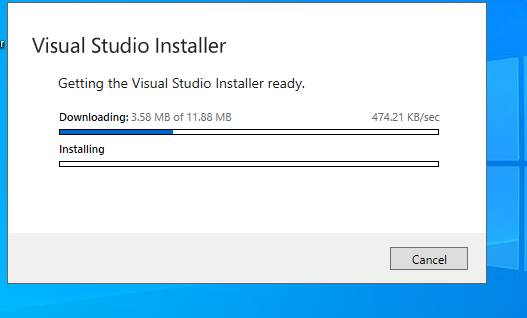 r
Visual Studio Installer
Getting the Visual Studio Installer ready.
Downloading: 3.58 MB of 11.88 MB 474.21 KB/sec
Installing
Cancel